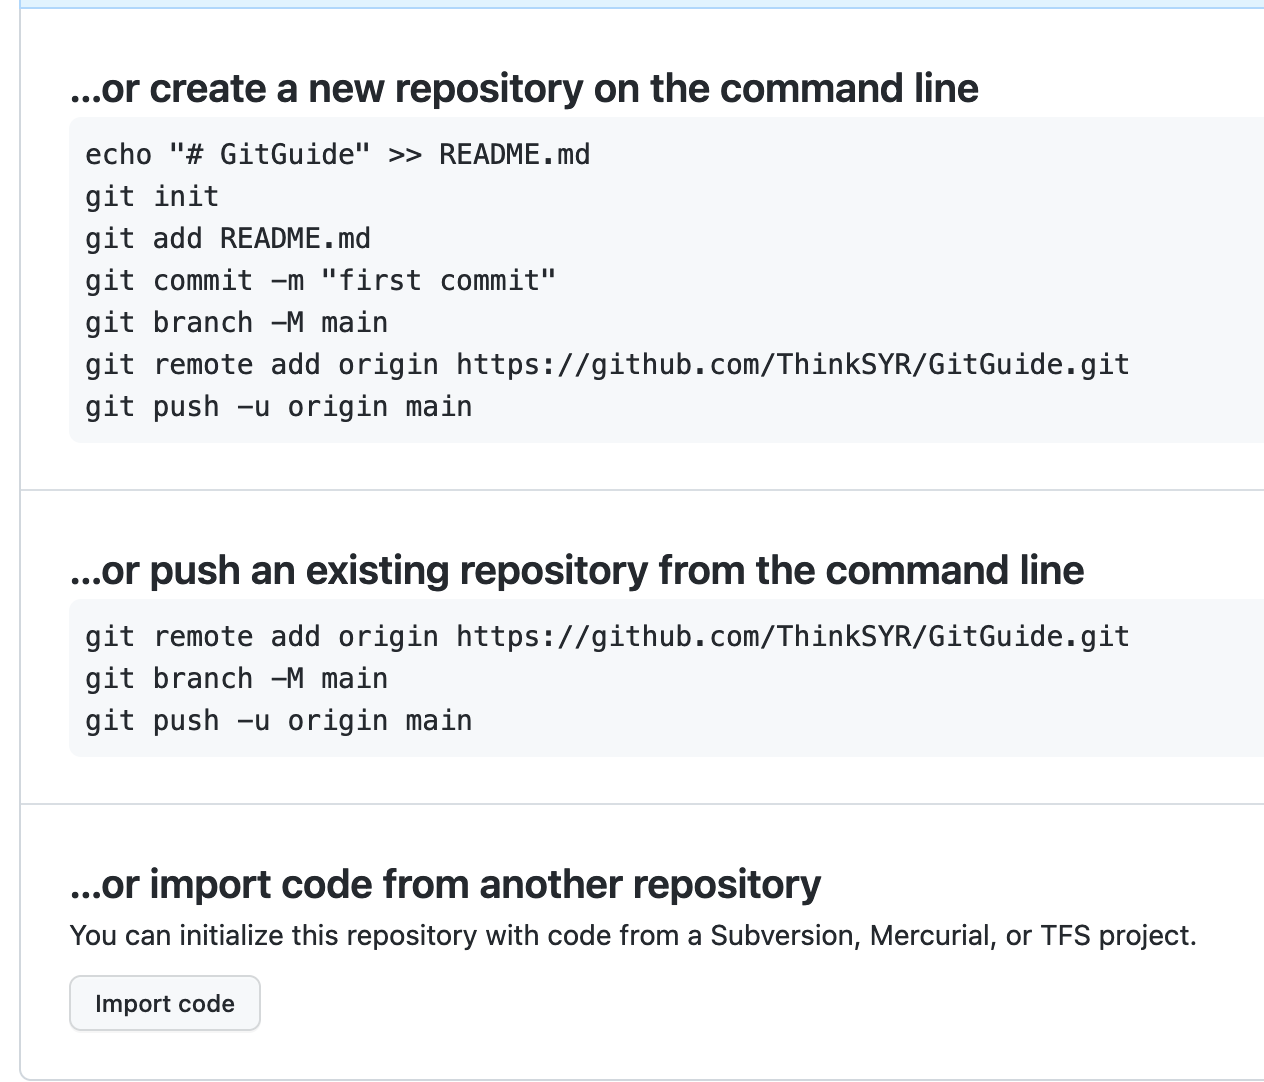 ...or create a new repository on the command line
echo "# GitGuide" >> README.md
git init
git add README.md
git commit -m "first commit"
git branch -M main
git remote add origin https://github.com/ThinkSYR/GitGuide.git
git push -u origin main
...or push an existing repository from the command line
git remote add origin https://github.com/ThinkSYR/GitGuide.git
git branch -M main
git push -u origin main
...or import code from another repository
You can initialize this repository with code from a Subversion, Mercurial, or TFS project.
Import code